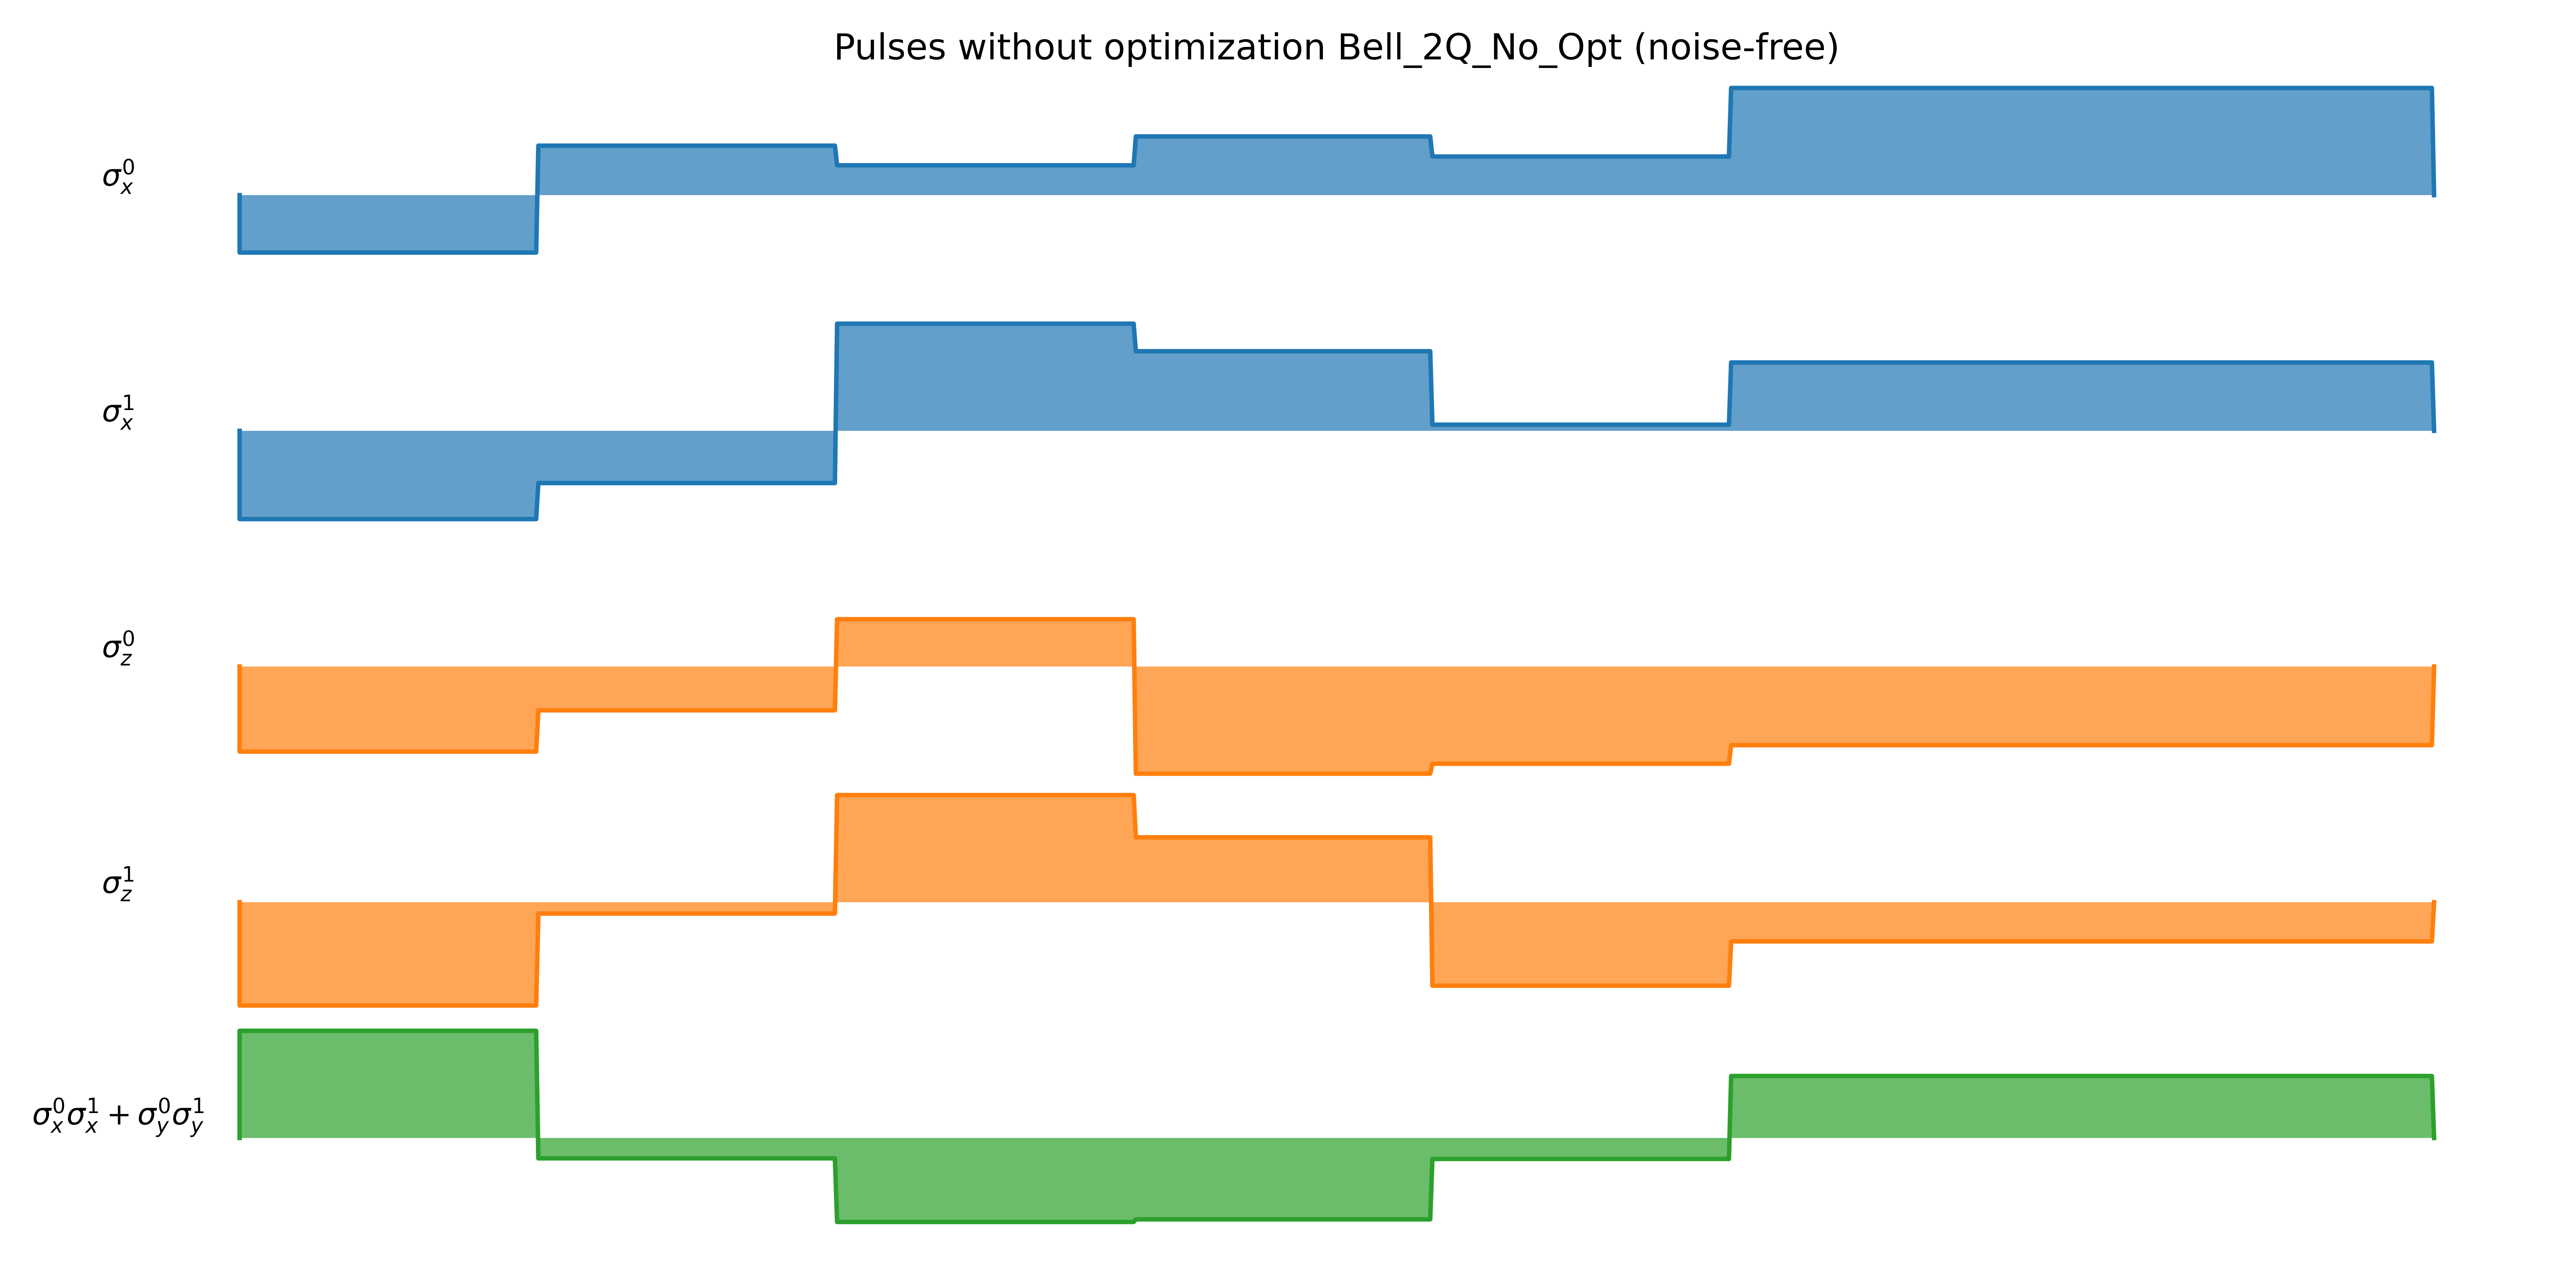 Pulses without optimization Bell_2Q_No_Opt (noise-free)
σ_x^0
σ_x^1
σ_z^0
σ_z^1
σ_x^0σ_x^1 + σ_y^0σ_y^1